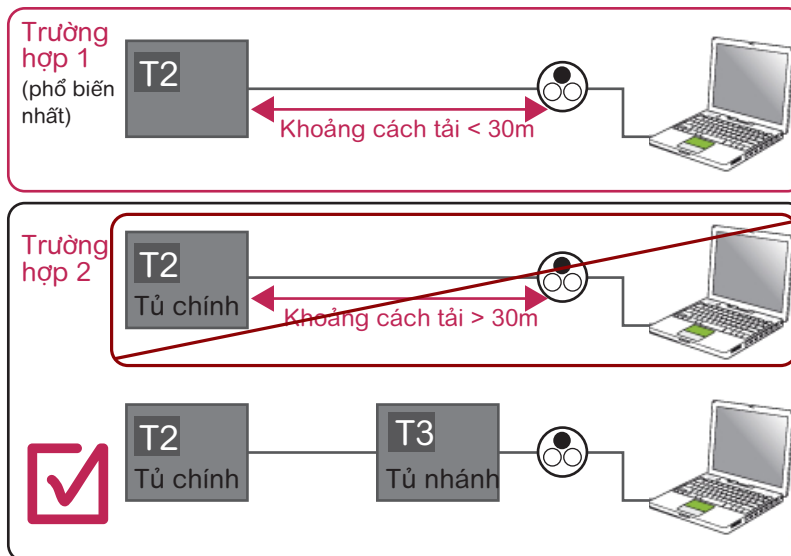 Trường
hợp 1
(phổ biến
nhất)
T2
Khoảng cách tải < 30m
Trường
hợp 2
T2
Tủ chính
Khoảng cách tải > 30m
T2
Tủ chính
T3
Tủ nhánh